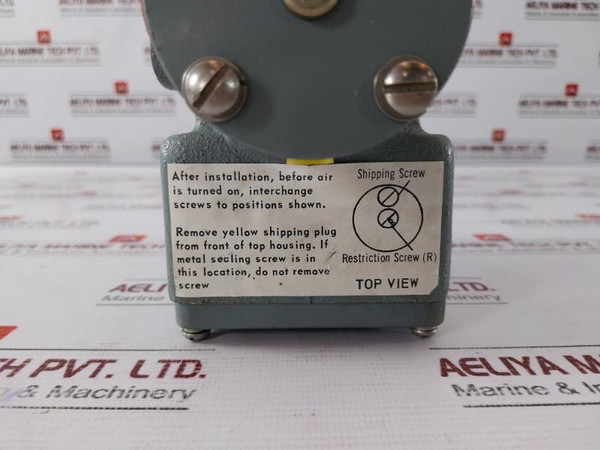 After installation, before air
is turned on, interchange
screws to positions shown.
Remove yellow shipping plug
from front of top housing. If
metal sealing screw is in
this location, do not remove
screw
Shipping Screw
Restriction Screw (R)
TOP VIEW
PVT. LTD.
& Machinery
AELIYA MARINE
Marine &